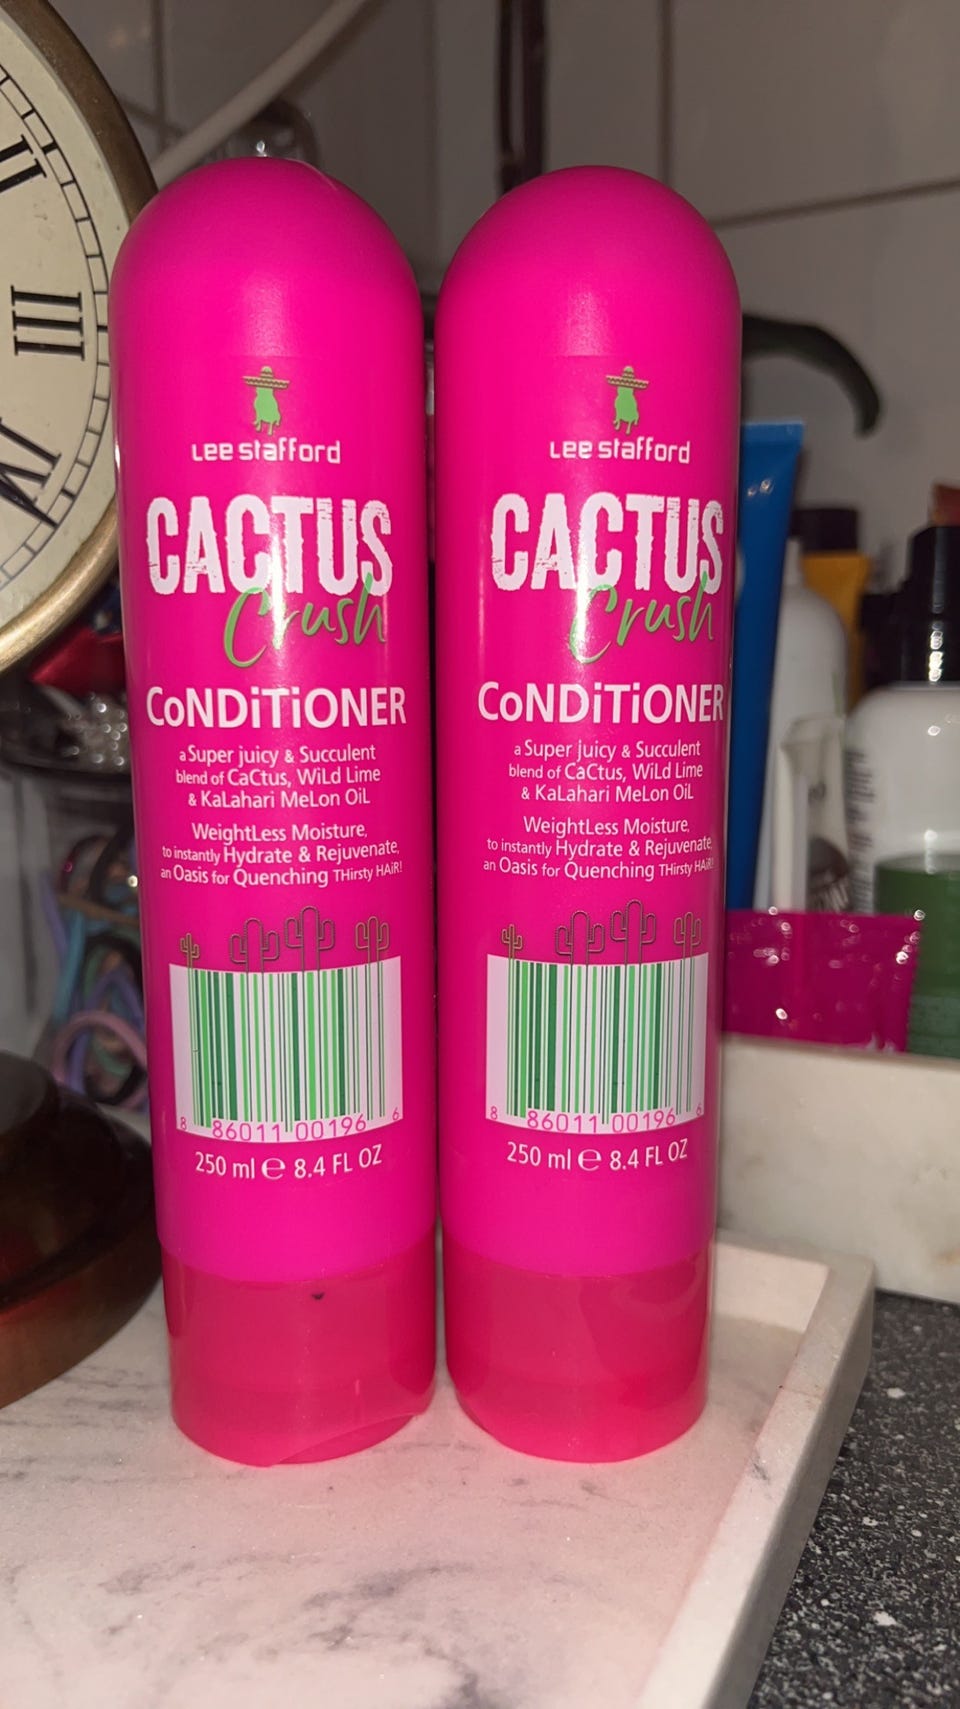 II
III
IV
Lee Stafford
CACTUS
Crush
CoNDiTiONER
a Super Juicy & Succulent
blend of CaCtus, WiLd Lime
& KaLahari MeLon OiL
WeightLess Moisture,
to instantly Hydrate & Rejuvenate,
an Oasis for Quenching THirsty HAiR!
8 86011 00196 6
250 ml ℮ 8.4 FL OZ
Lee Stafford
CACTUS
Crush
CoNDiTiONER
a Super Juicy & Succulent
blend of CaCtus, WiLd Lime
& KaLahari MeLon OiL
WeightLess Moisture,
to instantly Hydrate & Rejuvenate,
an Oasis for Quenching THirsty HAiR!
8 86011 00196 6
250 ml ℮ 8.4 FL OZ